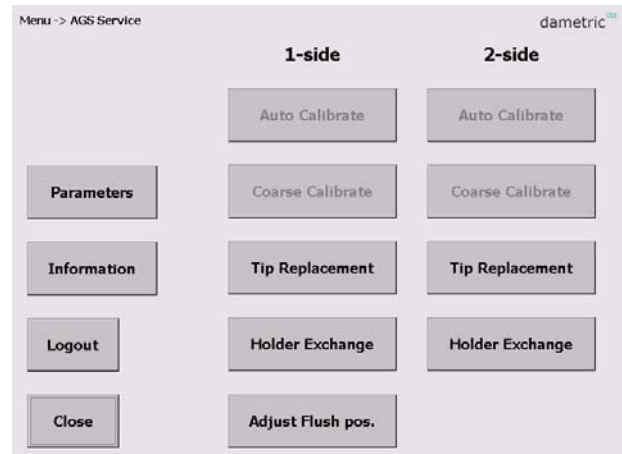 Menu -> AGS Service
dametric
1-side 2-side
Auto Calibrate Auto Calibrate
Parameters Coarse Calibrate Coarse Calibrate
Information Tip Replacement Tip Replacement
Logout Holder Exchange Holder Exchange
Close Adjust Flush pos.